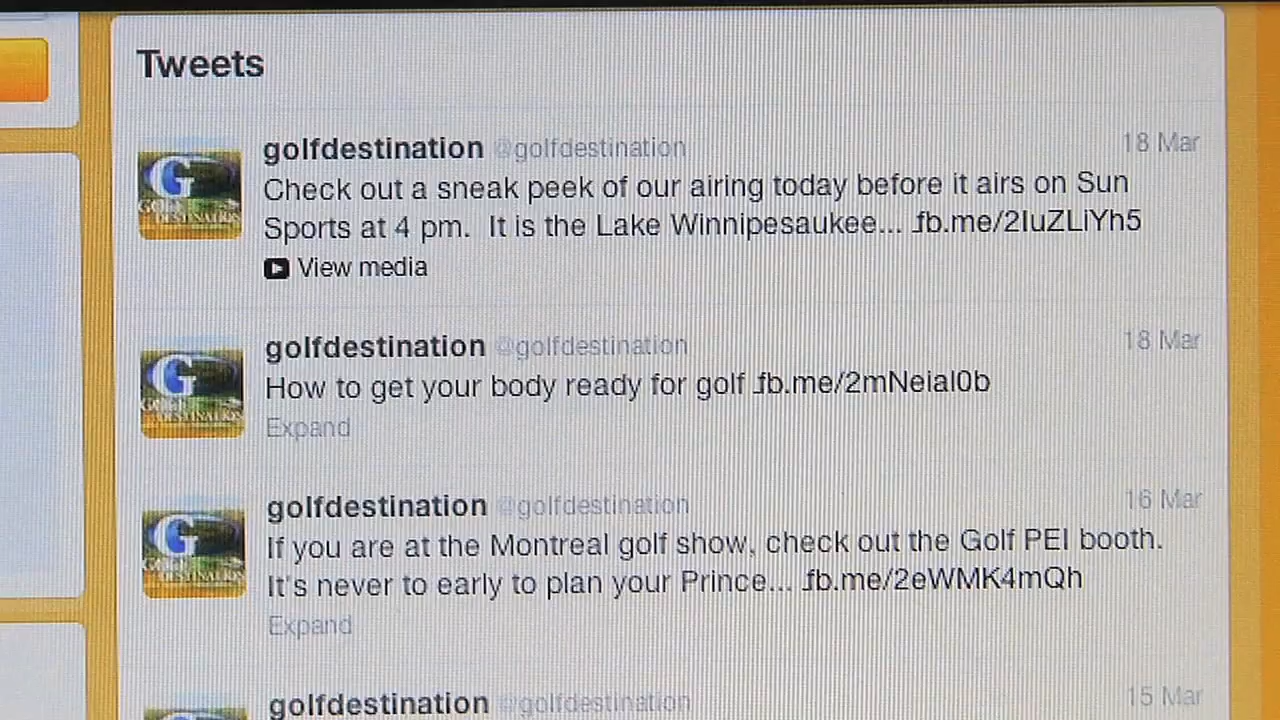 Tweets
golfdestination @golfdestination 18 Mar
Check out a sneak peek of our airing today before it airs on Sun
Sports at 4 pm. It is the Lake Winnipesaukee... fb.me/2IuZLiYh5
View media
golfdestination @golfdestination 18 Mar
How to get your body ready for golf fb.me/2mNeial0b
Expand
golfdestination @golfdestination 16 Mar
If you are at the Montreal golf show, check out the Golf PEI booth.
It's never to early to plan your Prince... fb.me/2eWMK4mQh
Expand
golfdestination @golfdestination 15 Mar